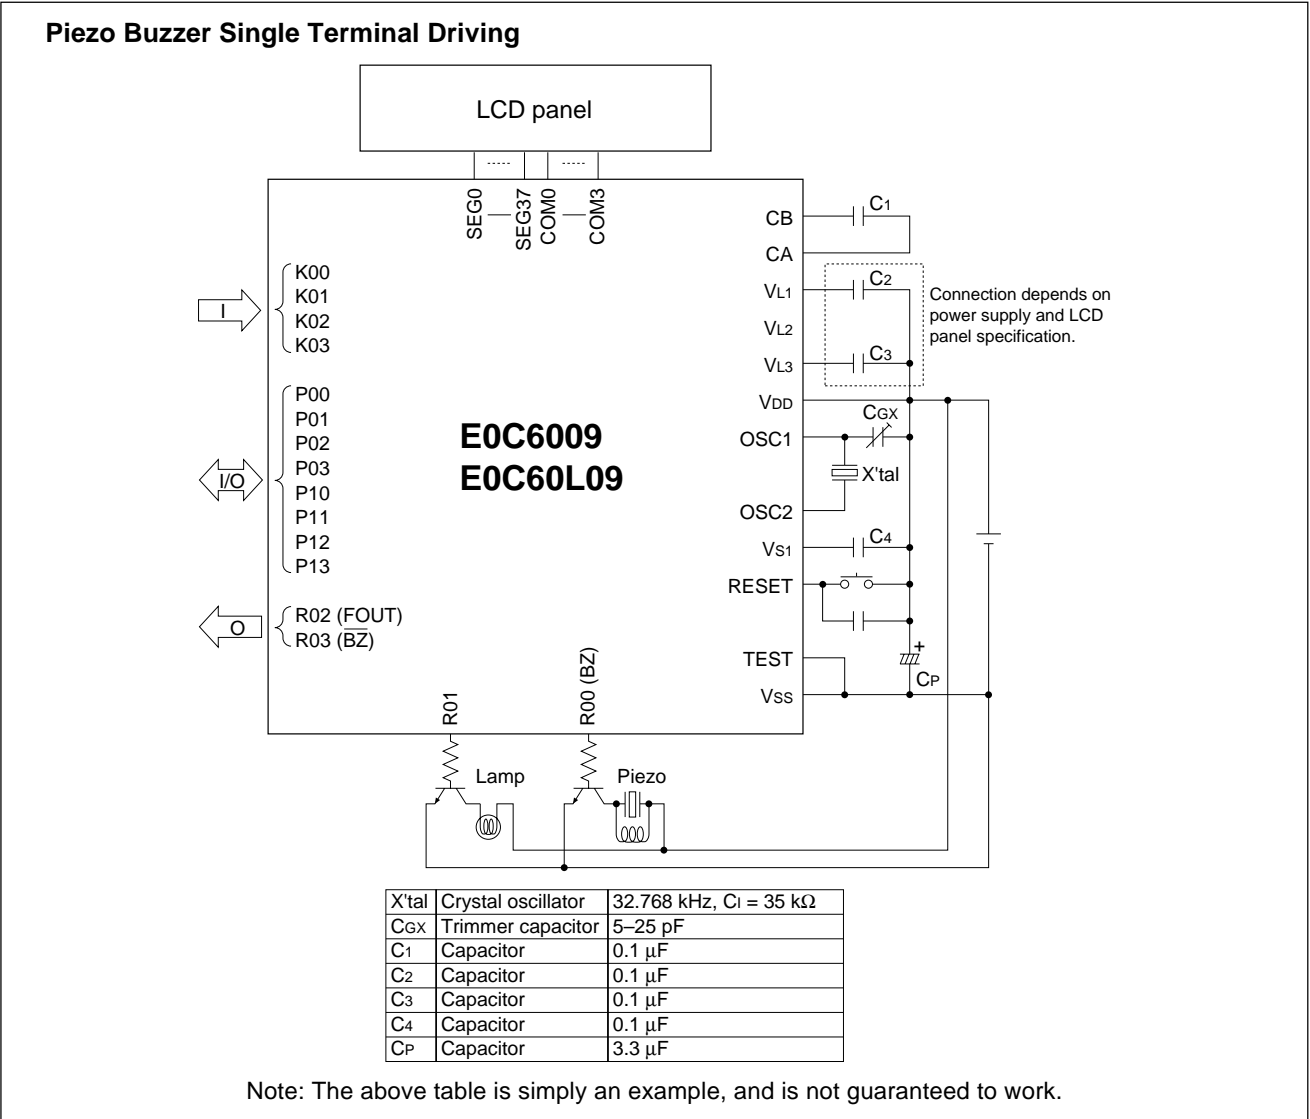 Piezo Buzzer Single Terminal Driving
LCD panel
SEG0
SEG37
COM0
COM3
I
K00
K01
K02
K03
I/O
P00
P01
P02
P03
P10
P11
P12
P13
O
R02 (FOUT)
R03 (B̅Z̅)
E0C6009
E0C60L09
CB
CA
VL1
VL2
VL3
VDD
OSC1
OSC2
VS1
RESET
TEST
VSS
C1
C2
C3
Connection depends on
power supply and LCD
panel specification.
CGX
X'tal
C4
+
CP
R01
R00 (BZ)
Lamp
Piezo
X'tal Crystal oscillator 32.768 kHz, CI = 35 kΩ
CGX Trimmer capacitor 5–25 pF
C1 Capacitor 0.1 µF
C2 Capacitor 0.1 µF
C3 Capacitor 0.1 µF
C4 Capacitor 0.1 µF
CP Capacitor 3.3 µF
Note: The above table is simply an example, and is not guaranteed to work.